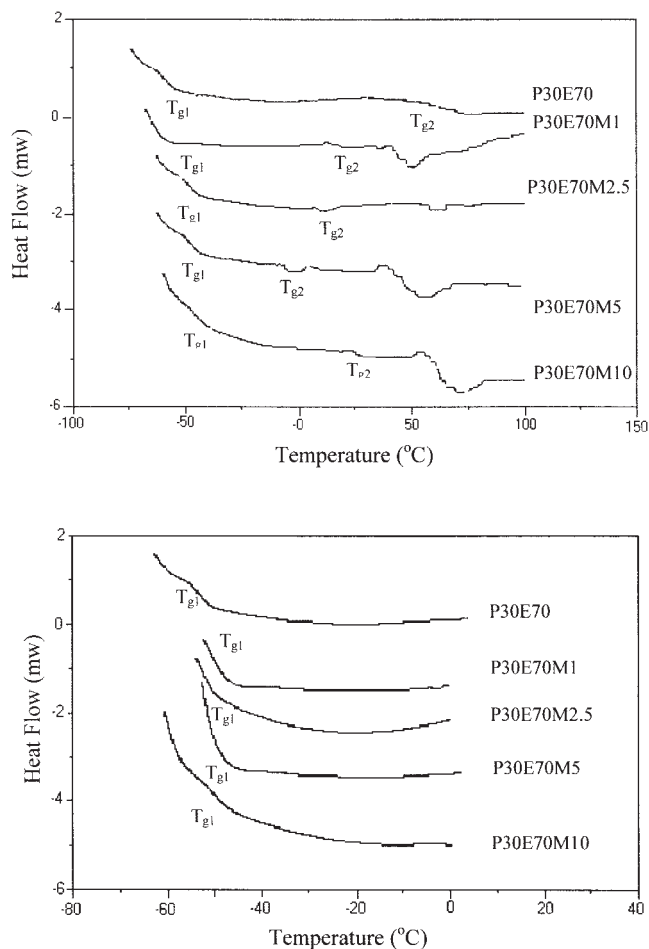 2
P30E70
0
Tg1
Tg2
P30E70M1
Tg1
Tg2
P30E70M2.5
-2
Tg1
Tg2
Tg1
Tg2
P30E70M5
-4
Tg1
Tg2
P30E70M10
-6
-100
-50
-0
50
100
150
Heat Flow (mw)
Temperature (°C)
2
Tg1
P30E70
0
Tg1
P30E70M1
-2
Tg1
P30E70M2.5
Tg1
P30E70M5
-4
Tg1
P30E70M10
-6
-80
-60
-40
-20
0
20
40
Heat Flow (mw)
Temperature (°C)